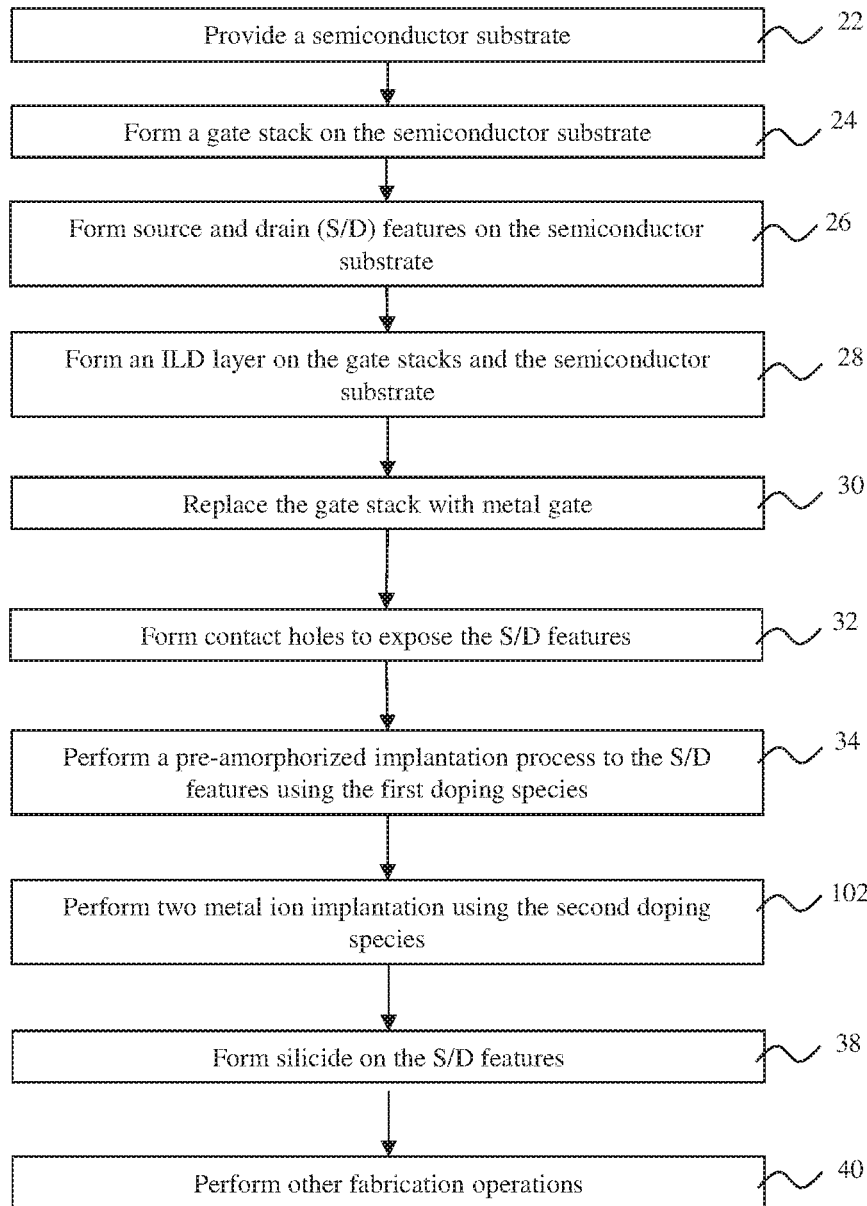 Provide a semiconductor substrate
22
Form a gate stack on the semiconductor substrate
24
Form source and drain (S/D) features on the semiconductor
substrate
26
Form an ILD layer on the gate stacks and the semiconductor
substrate
28
Replace the gate stack with metal gate
30
Form contact holes to expose the S/D features
32
Perform a pre-amorphorized implantation process to the S/D
features using the first doping species
34
Perform two metal ion implantation using the second doping
species
102
Form silicide on the S/D features
38
Perform other fabrication operations
40